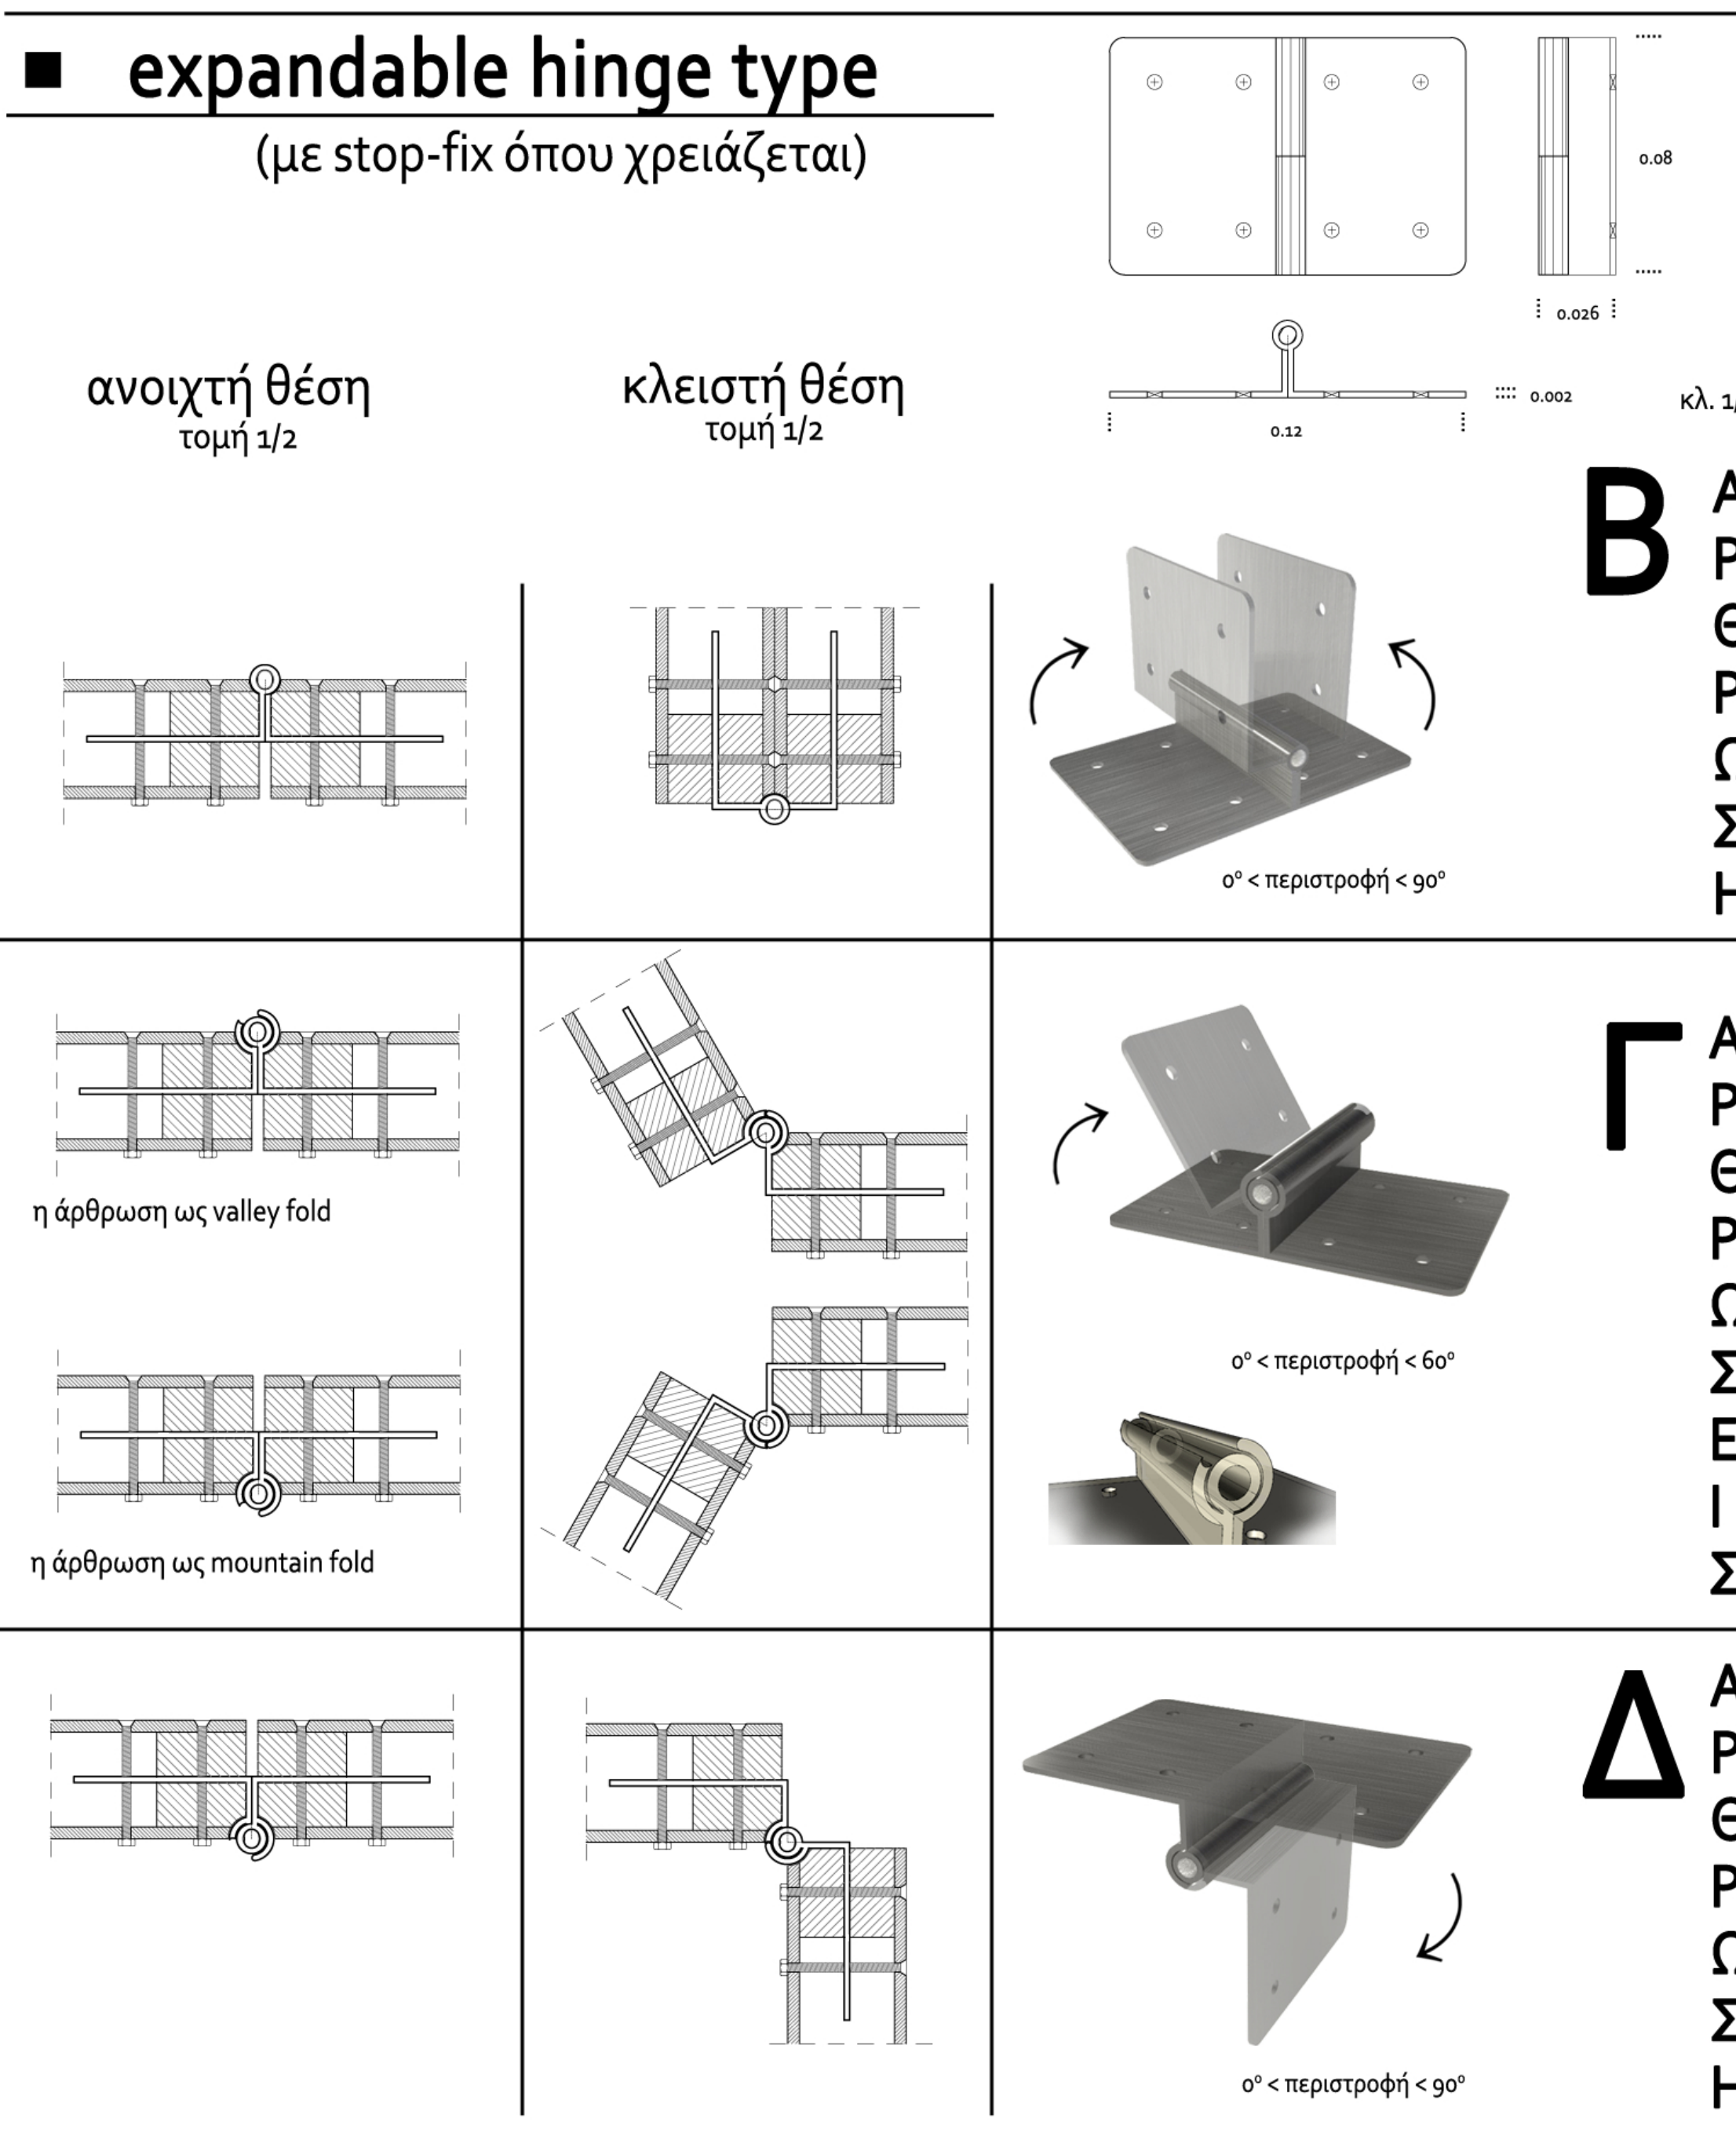 expandable hinge type
(με stop-fix όπου χρειάζεται)
0.08
0.026
0.002
0.12
κλ. 1/
ανοιχτή θέση
τομή 1/2
κλειστή θέση
τομή 1/2
Β
Α
Ρ
Θ
Ρ
Ω
Σ
Η
0° < περιστροφή < 90°
Γ
Α
Ρ
Θ
Ρ
Ω
Σ
Ε
Ι
Σ
η άρθρωση ως valley fold
0° < περιστροφή < 60°
η άρθρωση ως mountain fold
Δ
Α
Ρ
Θ
Ρ
Ω
Σ
Η
0° < περιστροφή < 90°